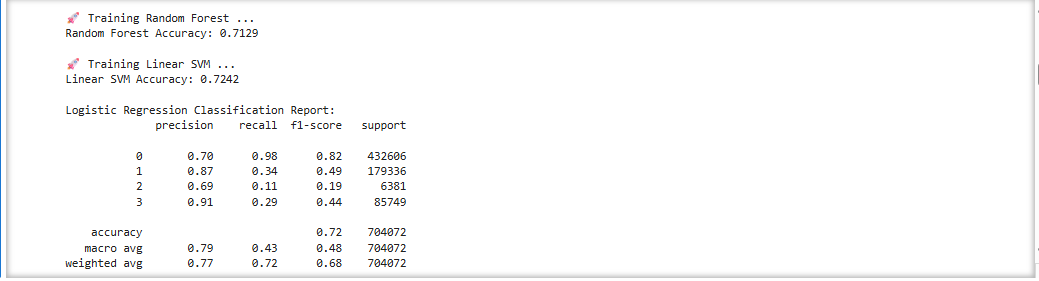 🚀 Training Random Forest ...
Random Forest Accuracy: 0.7129
🚀 Training Linear SVM ...
Linear SVM Accuracy: 0.7242
Logistic Regression Classification Report:
precision recall f1-score support
0 0.70 0.98 0.82 432606
1 0.87 0.34 0.49 179336
2 0.69 0.11 0.19 6381
3 0.91 0.29 0.44 85749
accuracy 0.72 704072
macro avg 0.79 0.43 0.48 704072
weighted avg 0.77 0.72 0.68 704072